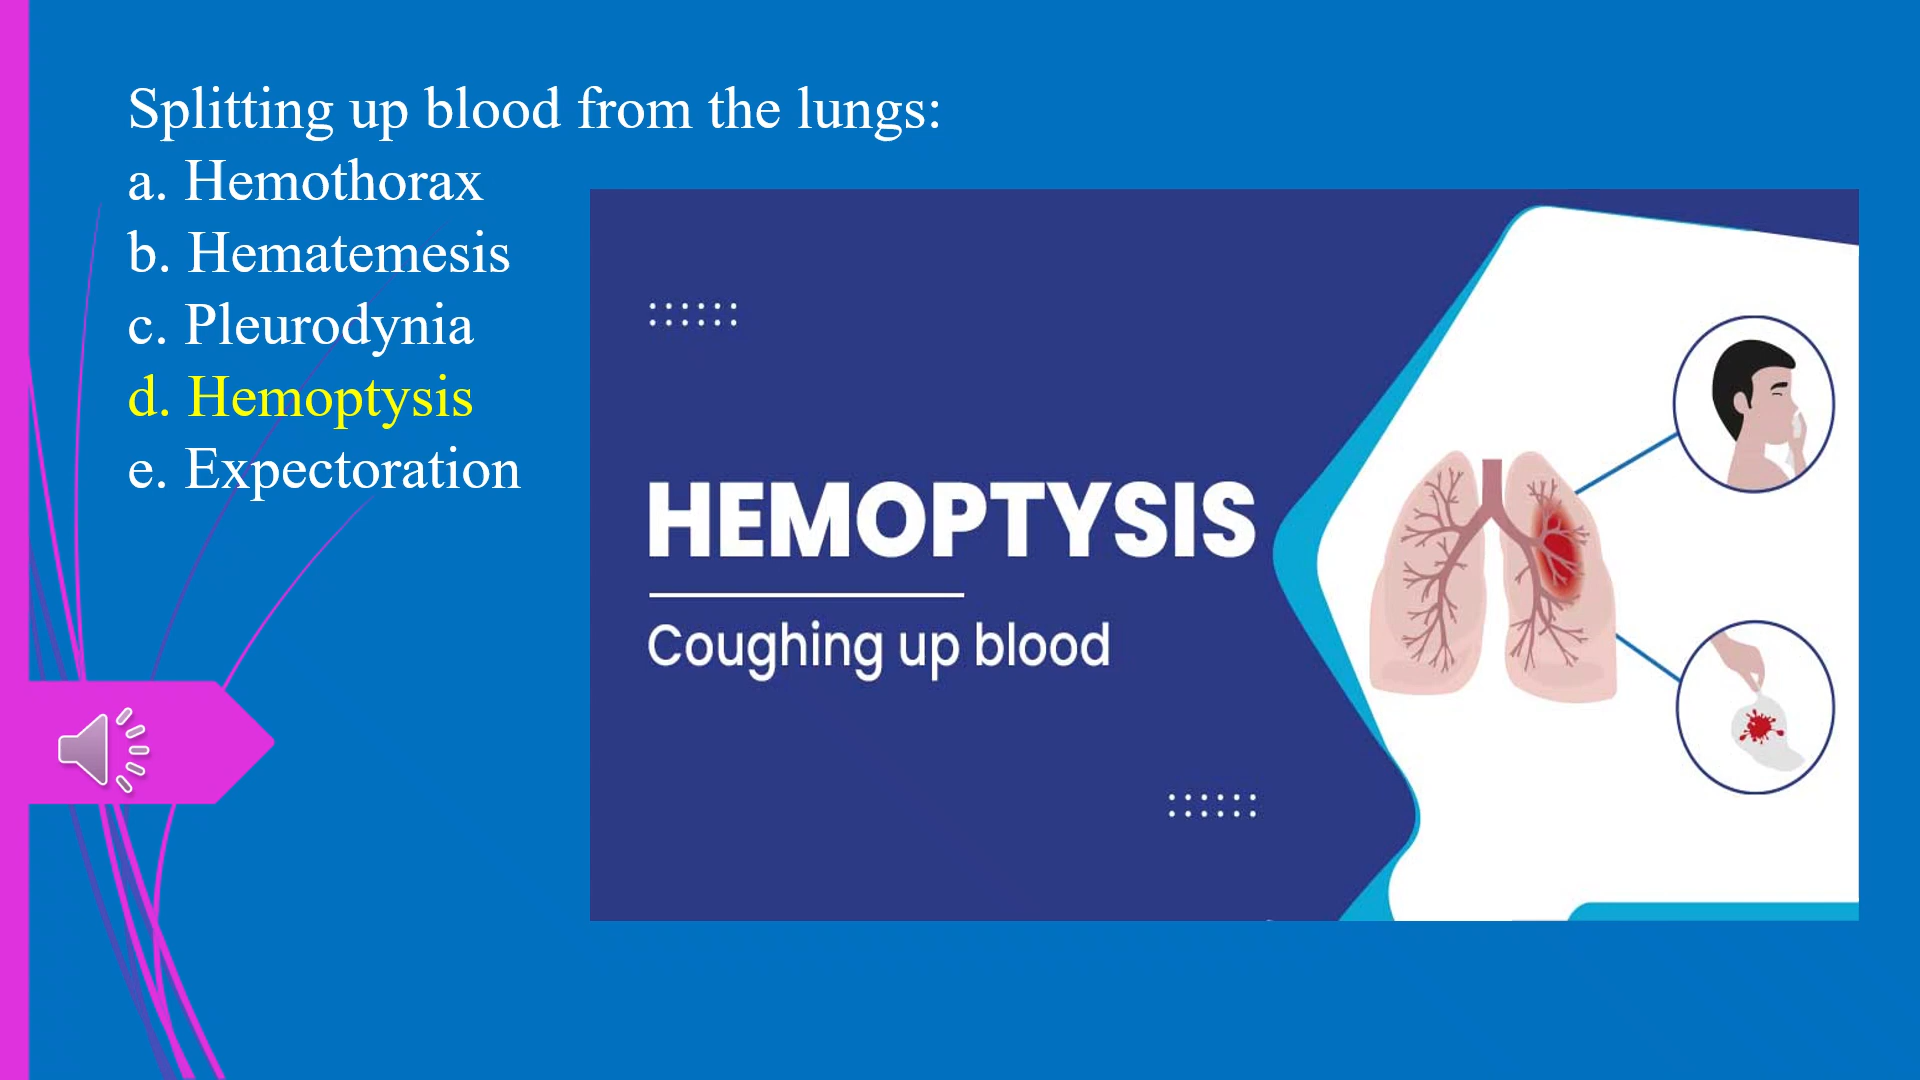 Splitting up blood from the lungs:
a. Hemothorax
b. Hematemesis
c. Pleurodynia
d. Hemoptysis
e. Expectoration
HEMOPTYSIS
Coughing up blood